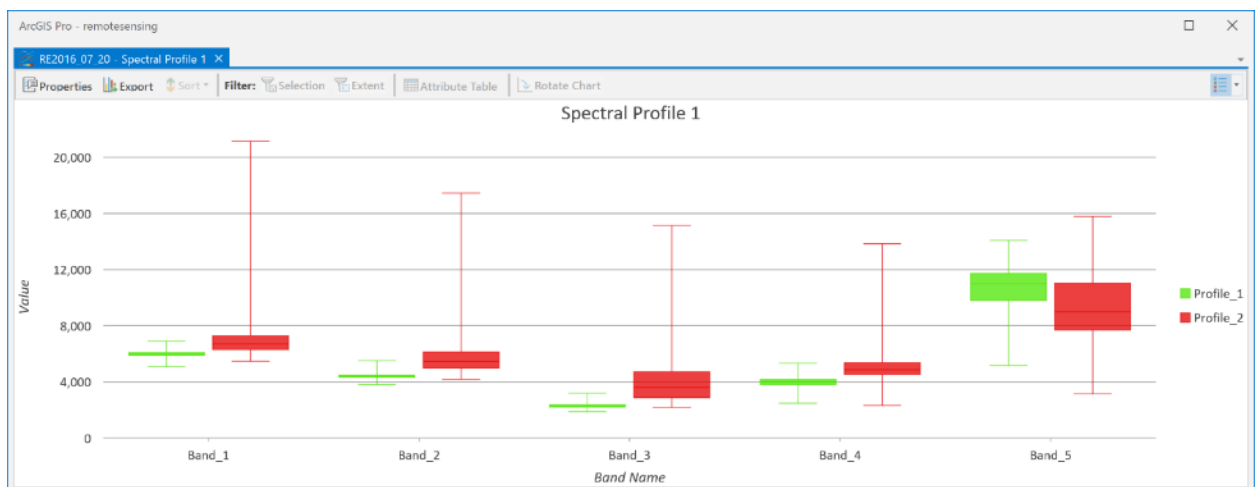 ArcGIS Pro - remotesensing
RE2016_07_20 - Spectral Profile 1
Properties Export Sort Filter: Selection Extent Attribute Table Rotate Chart
Spectral Profile 1
20,000
16,000
12,000
8,000
4,000
0
Value
Band_1 Band_2 Band_3 Band_4 Band_5
Band Name
Profile_1
Profile_2